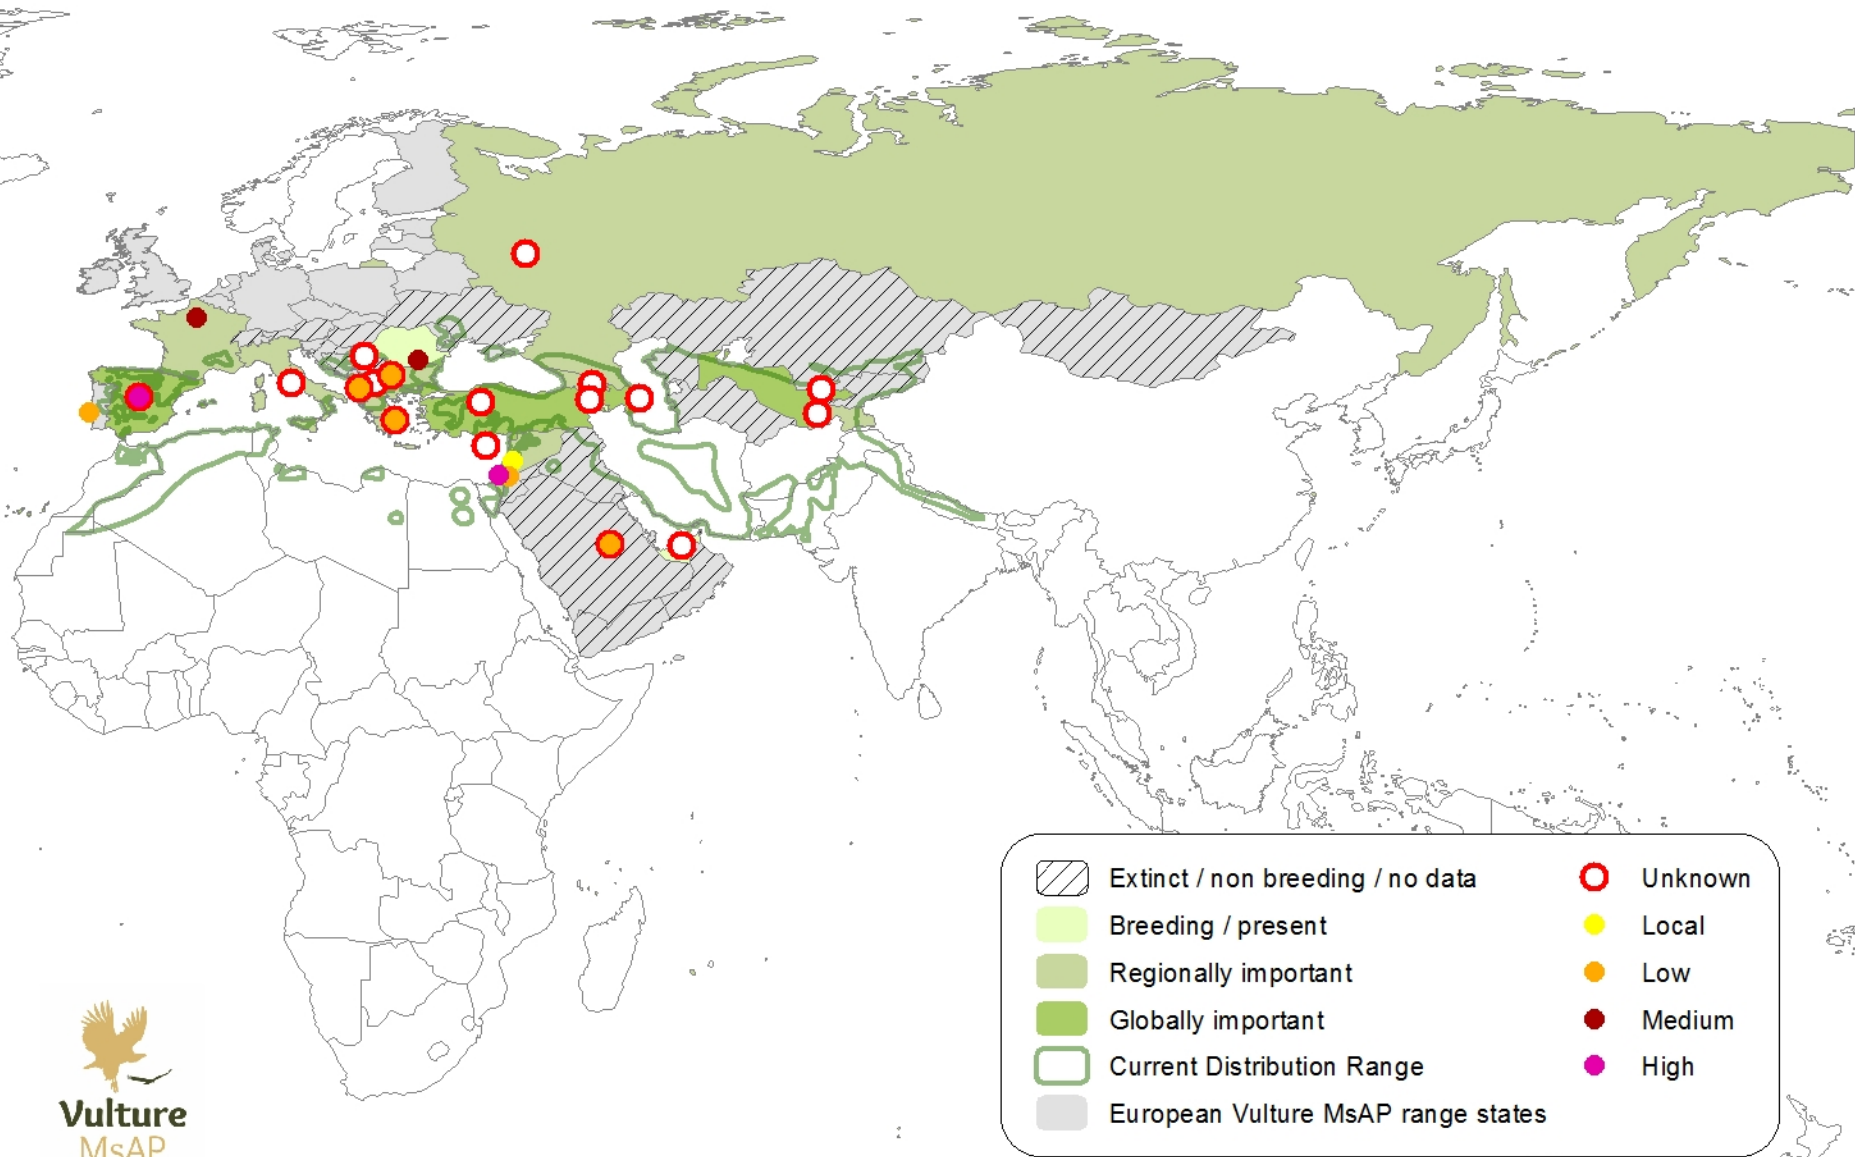 Extinct / non breeding / no data
Unknown
Breeding / present
Local
Regionally important
Low
Globally important
Medium
Current Distribution Range
High
European Vulture MsAP range states
Vulture
MsAP